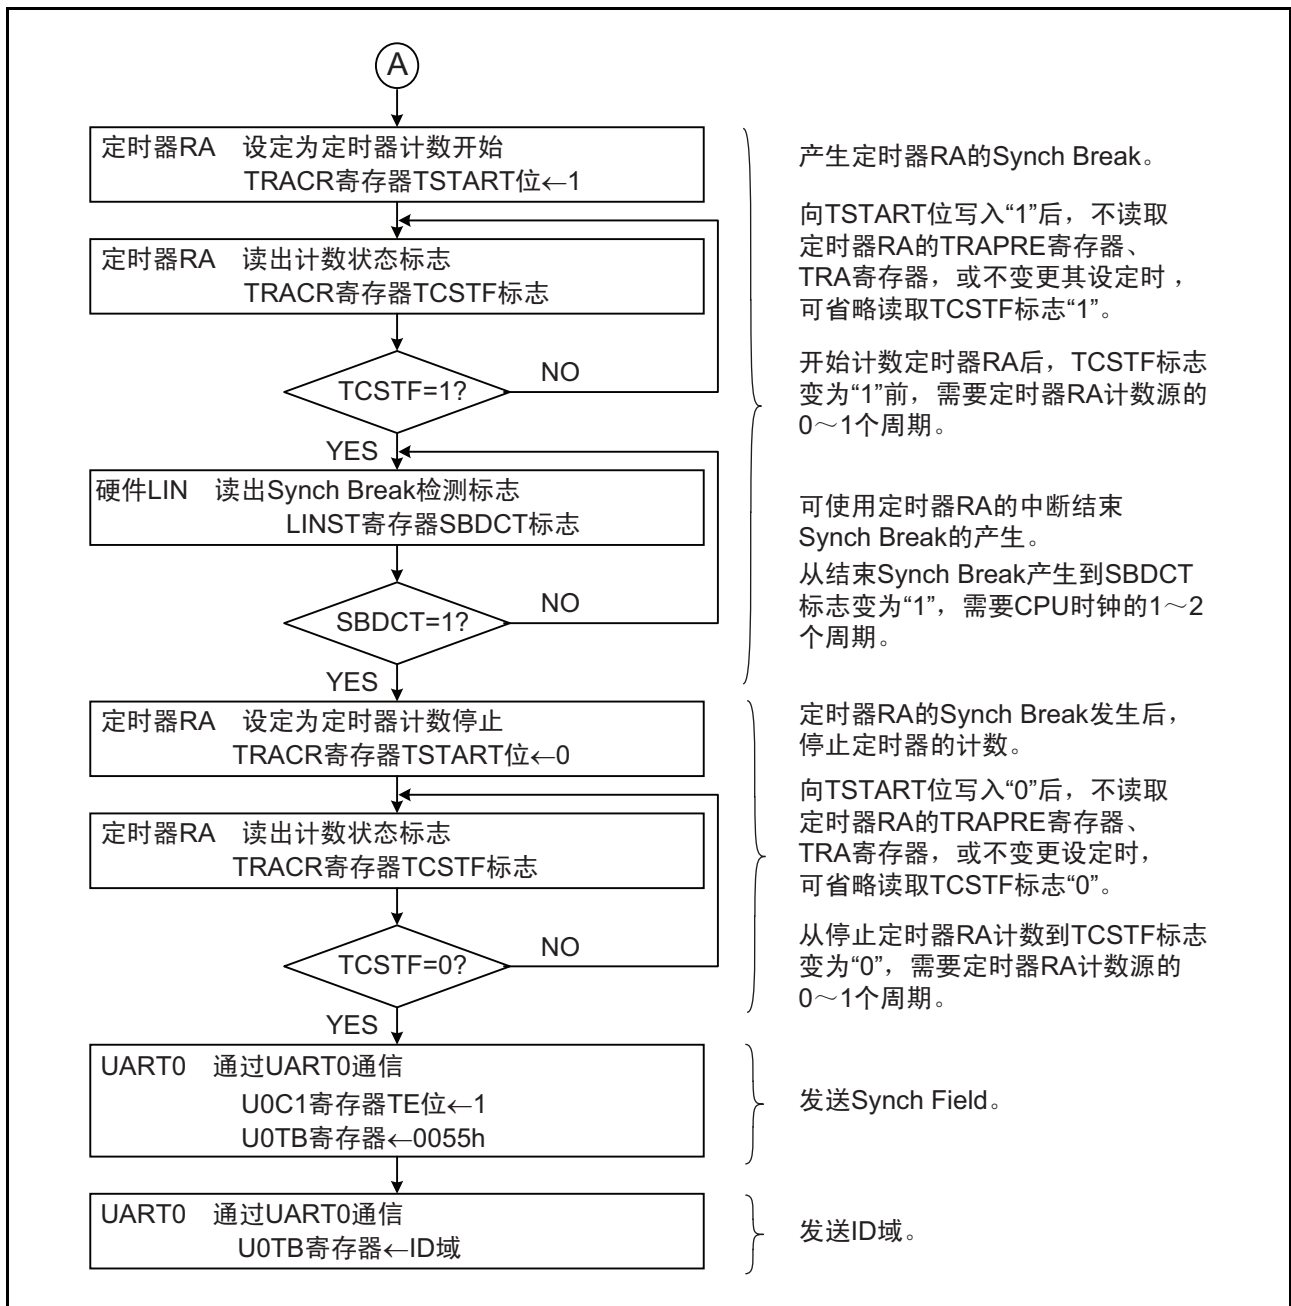 A
定时器RA 设定为定时器计数开始
TRACR寄存器TSTART位←1
定时器RA 读出计数状态标志
TRACR寄存器TCSTF标志
TCSTF=1?
NO
YES
硬件LIN 读出Synch Break检测标志
LINST寄存器SBDCT标志
SBDCT=1?
NO
YES
定时器RA 设定为定时器计数停止
TRACR寄存器TSTART位←0
定时器RA 读出计数状态标志
TRACR寄存器TCSTF标志
TCSTF=0?
NO
YES
UART0 通过UART0通信
U0C1寄存器TE位←1
U0TB寄存器←0055h
UART0 通过UART0通信
U0TB寄存器←ID域
产生定时器RA的Synch Break。
向TSTART位写入“1”后，不读取
定时器RA的TRAPRE寄存器、
TRA寄存器，或不变更其设定时，
可省略读取TCSTF标志“1”。
开始计数定时器RA后，TCSTF标志
变为“1”前，需要定时器RA计数源的
0～1个周期。
可使用定时器RA的中断结束
Synch Break的产生。
从结束Synch Break产生到SBDCT
标志变为“1”，需要CPU时钟的1～2
个周期。
定时器RA的Synch Break发生后，
停止定时器的计数。
向TSTART位写入“0”后，不读取
定时器RA的TRAPRE寄存器、
TRA寄存器，或不变更设定时，
可省略读取TCSTF标志“0”。
从停止定时器RA计数到TCSTF标志
变为“0”，需要定时器RA计数源的
0～1个周期。
发送Synch Field。
发送ID域。